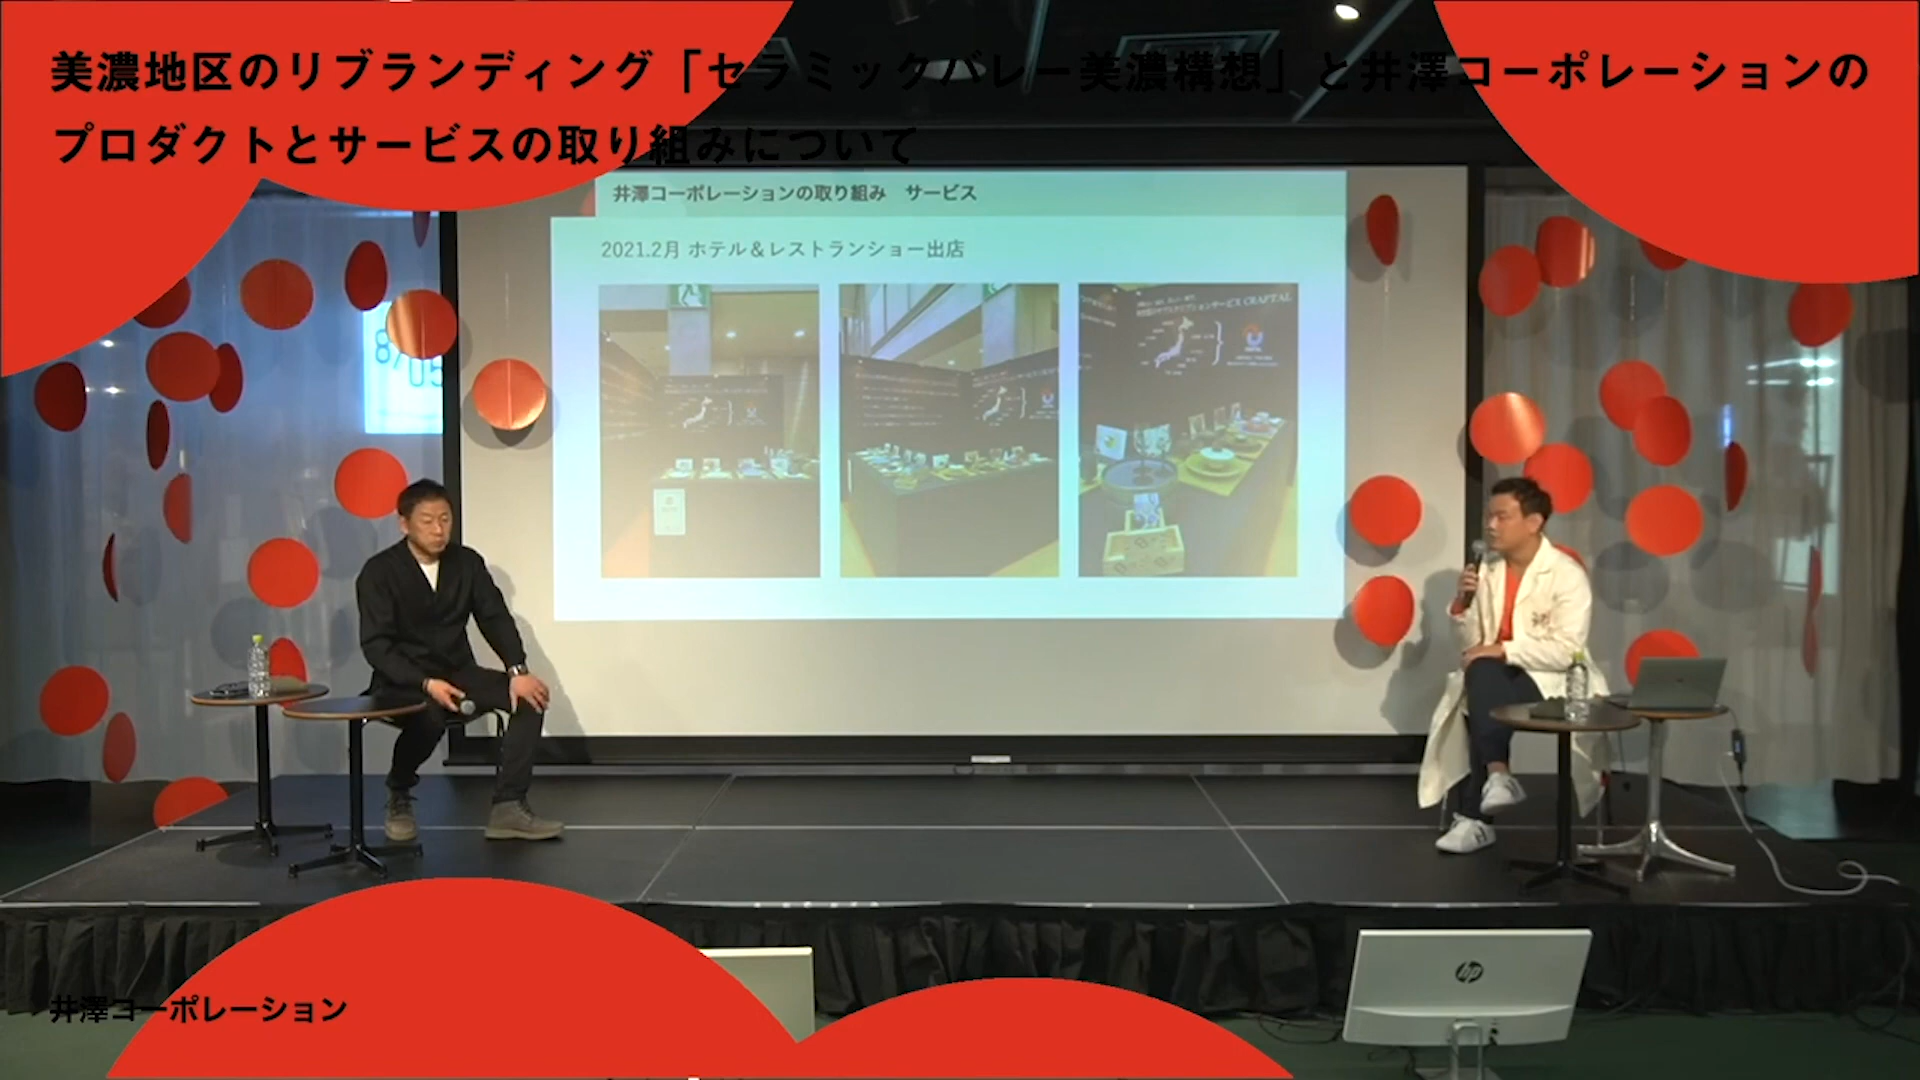 美濃地区のリブランディング「セラミックバレー美濃構想」と井澤コーポレーションの
プロダクトとサービスの取り組みについて
井澤コーポレーションの取り組み　サービス
2021.2月 ホテル＆レストランショー出店
CRAFTAL
8/05
hp
井澤コーポレーション